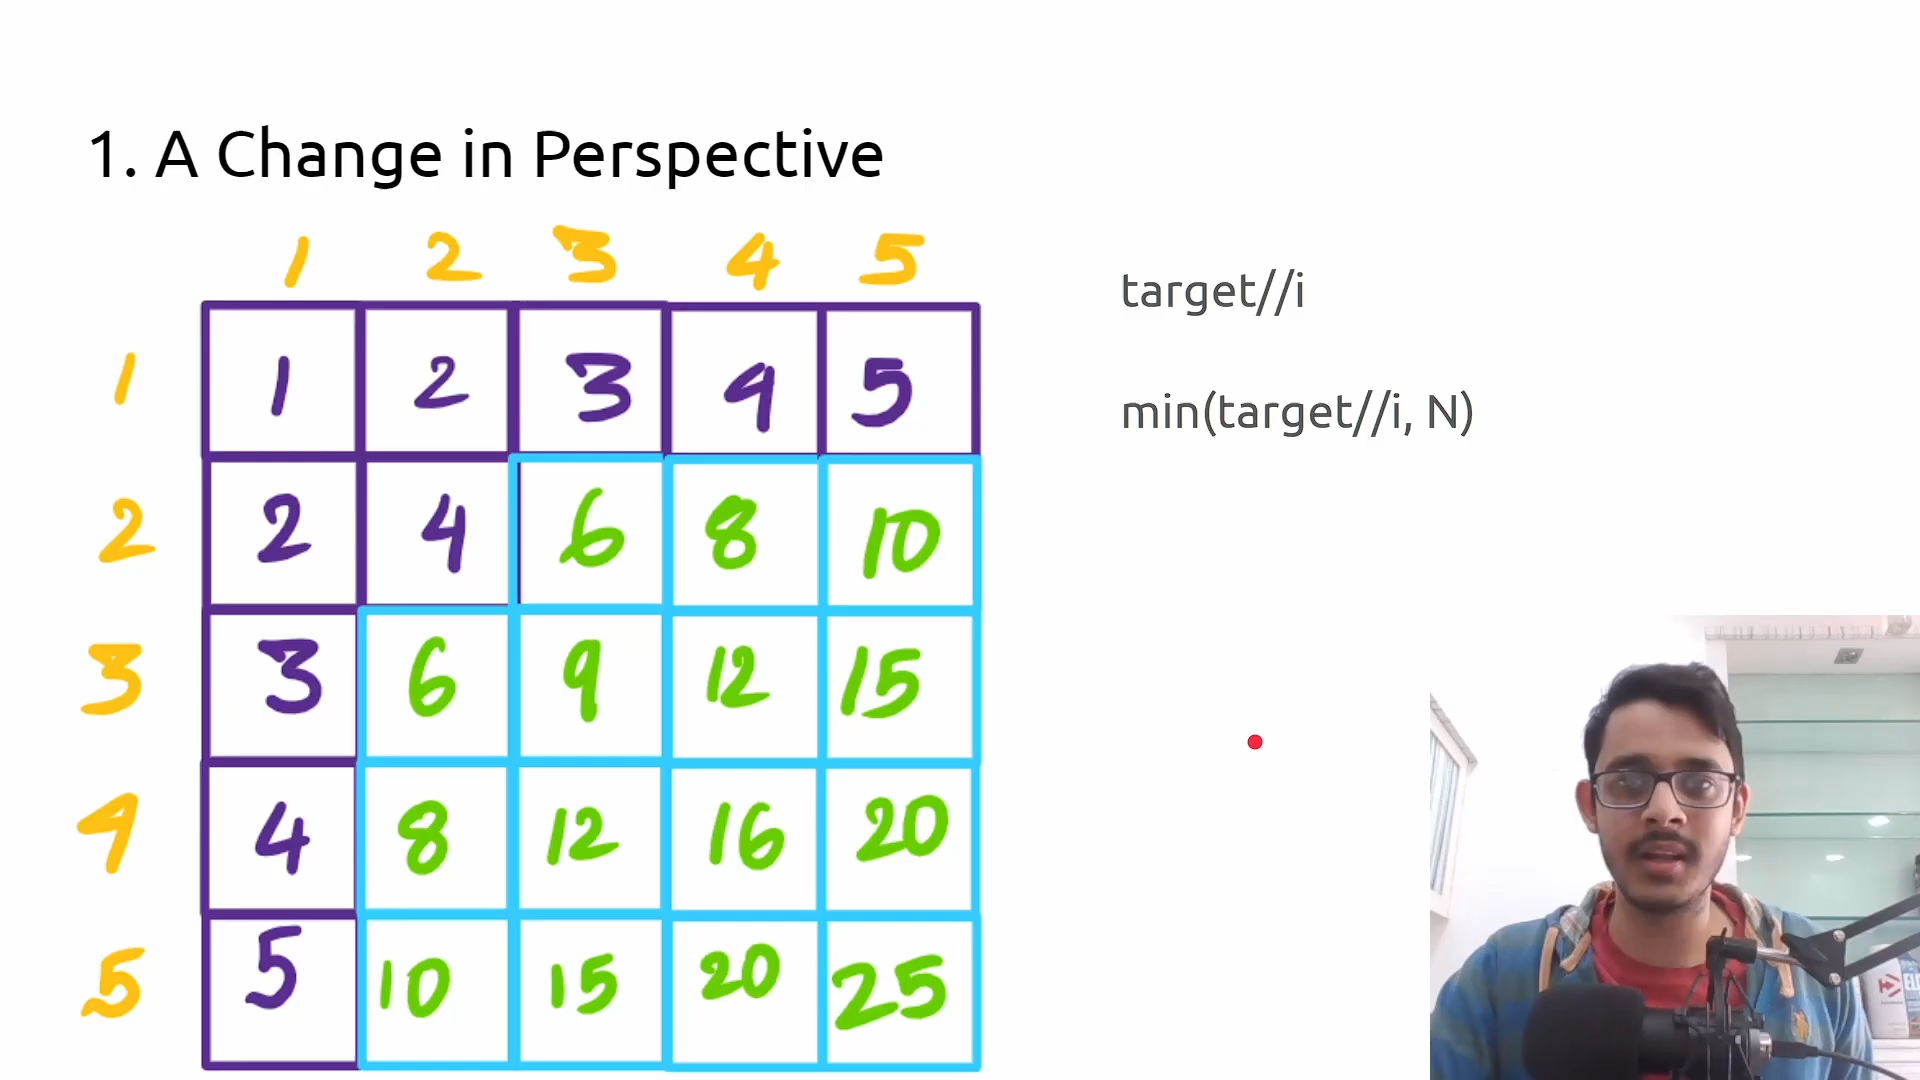 1. A Change in Perspective
1 2 3 4 5
target//i
1 1 2 3 4 5
min(target//i, N)
2 2 4 6 8 10
3 3 6 9 12 15
4 4 8 12 16 20
5 5 10 15 20 25